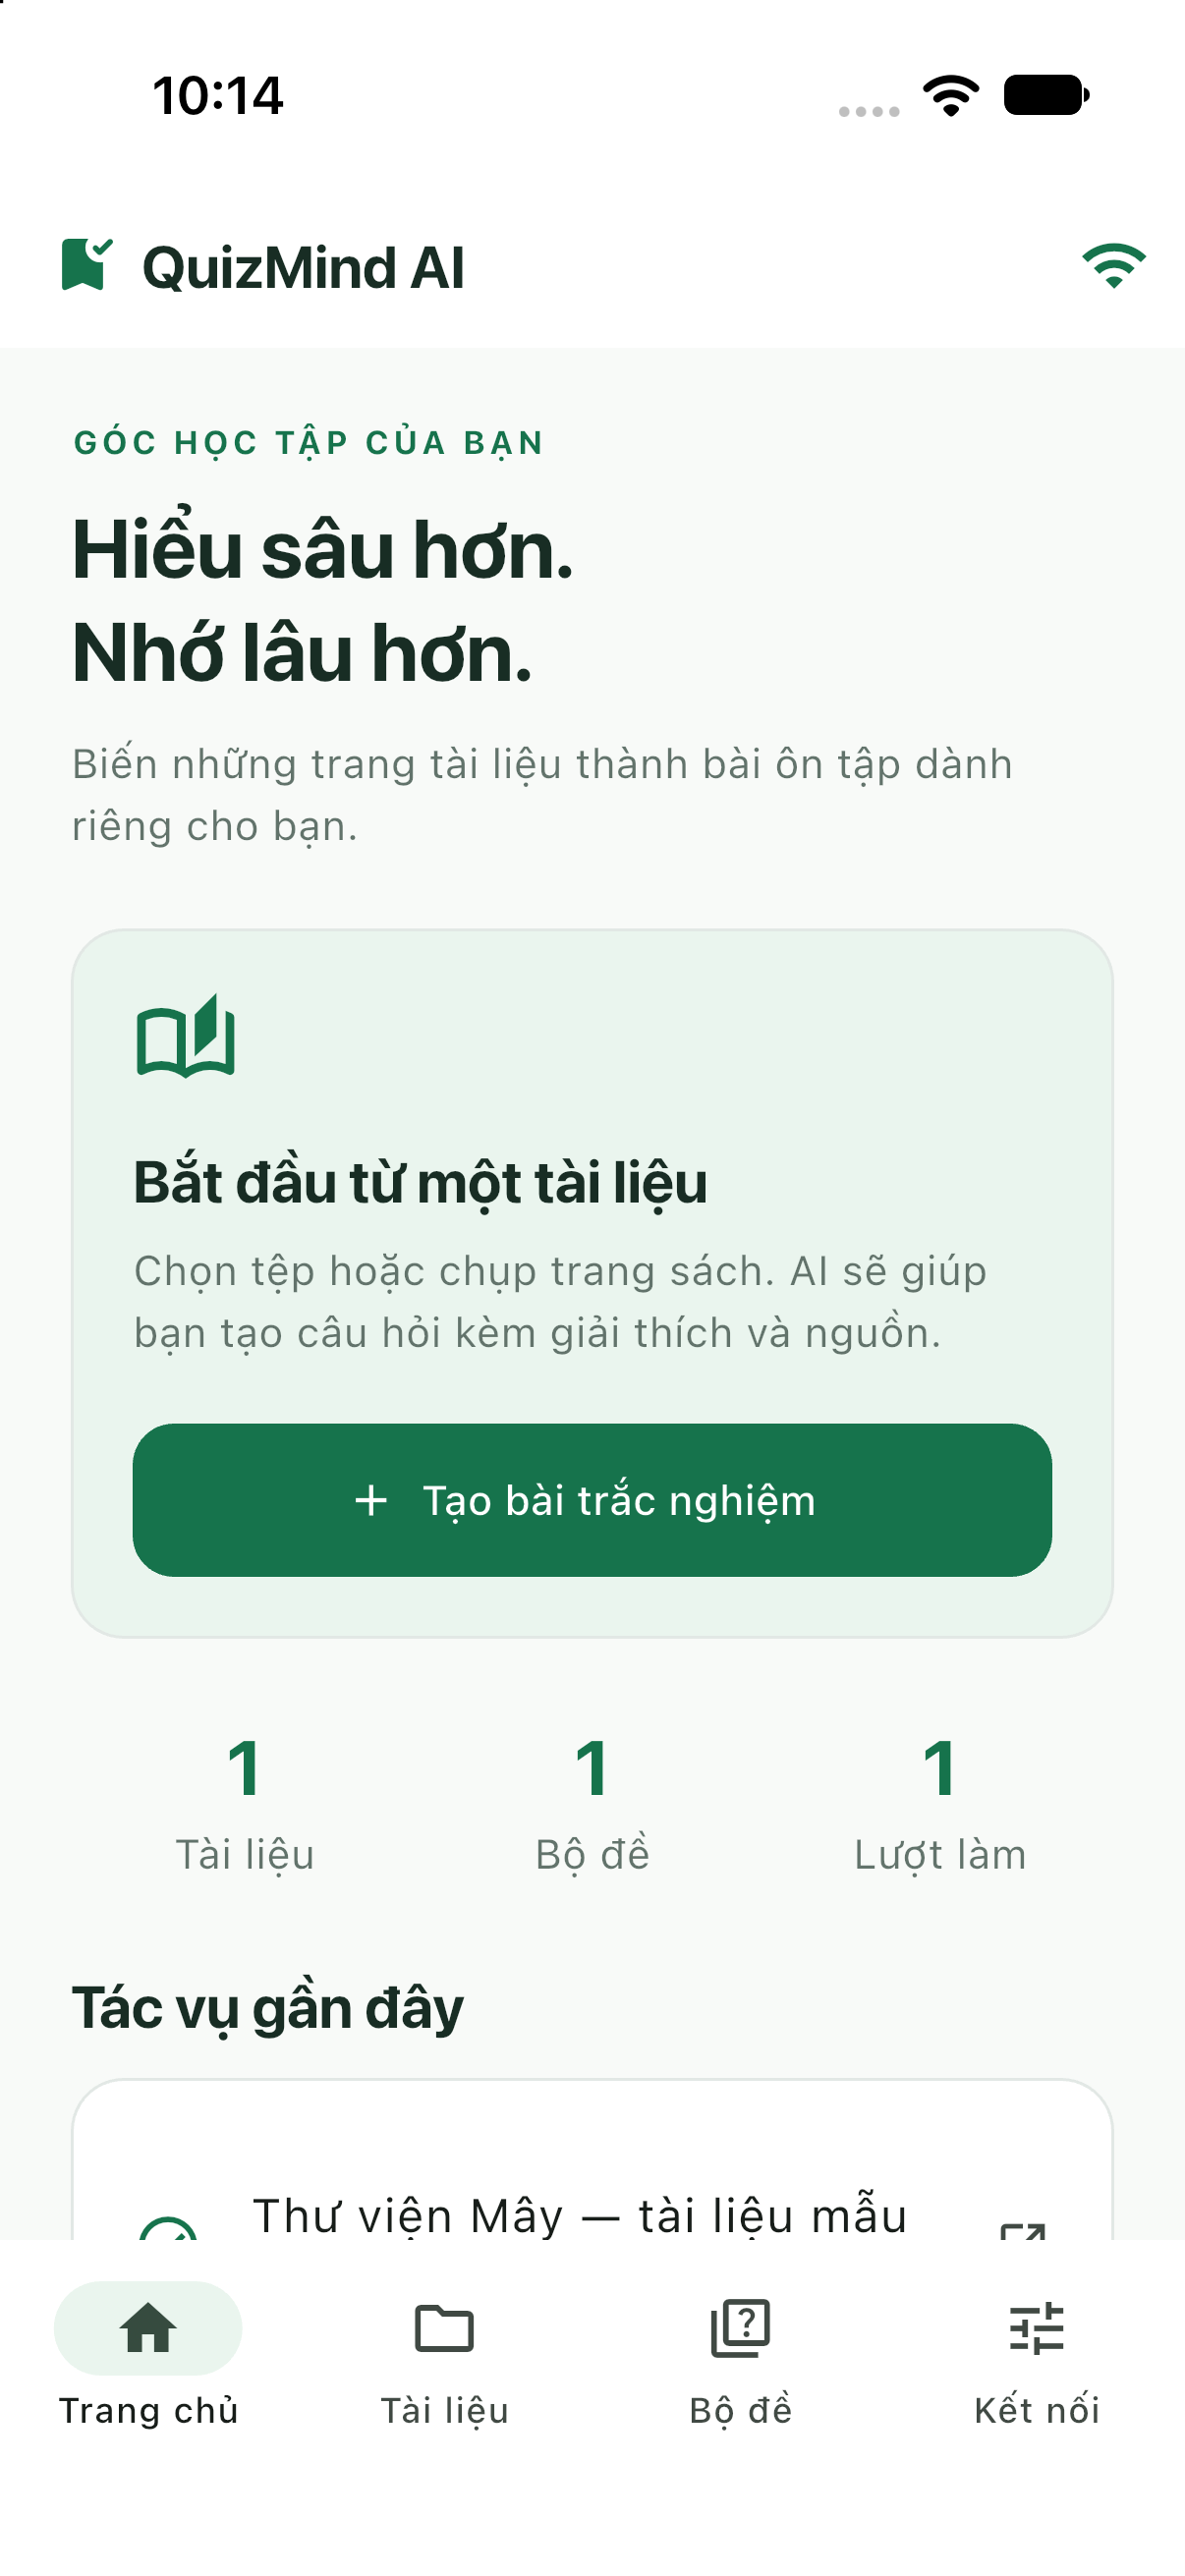 10:14
QuizMind AI
GÓC HỌC TẬP CỦA BẠN
Hiểu sâu hơn.
Nhớ lâu hơn.
Biến những trang tài liệu thành bài ôn tập dành
riêng cho bạn.
Bắt đầu từ một tài liệu
Chọn tệp hoặc chụp trang sách. AI sẽ giúp
bạn tạo câu hỏi kèm giải thích và nguồn.
+ Tạo bài trắc nghiệm
1 1 1
Tài liệu Bộ đề Lượt làm
Tác vụ gần đây
Thư viện Mây — tài liệu mẫu
Trang chủ Tài liệu Bộ đề Kết nối